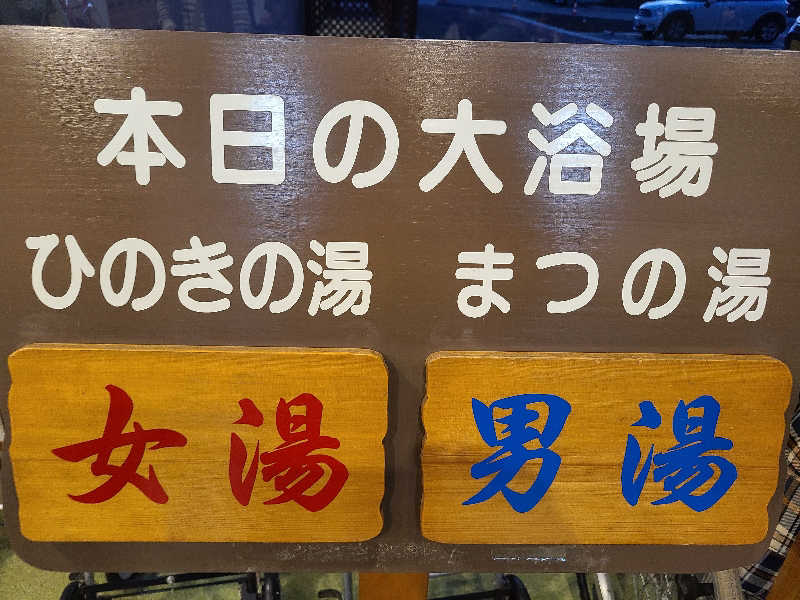 本日の大浴場
ひのきの湯 まつの湯
女湯 男湯